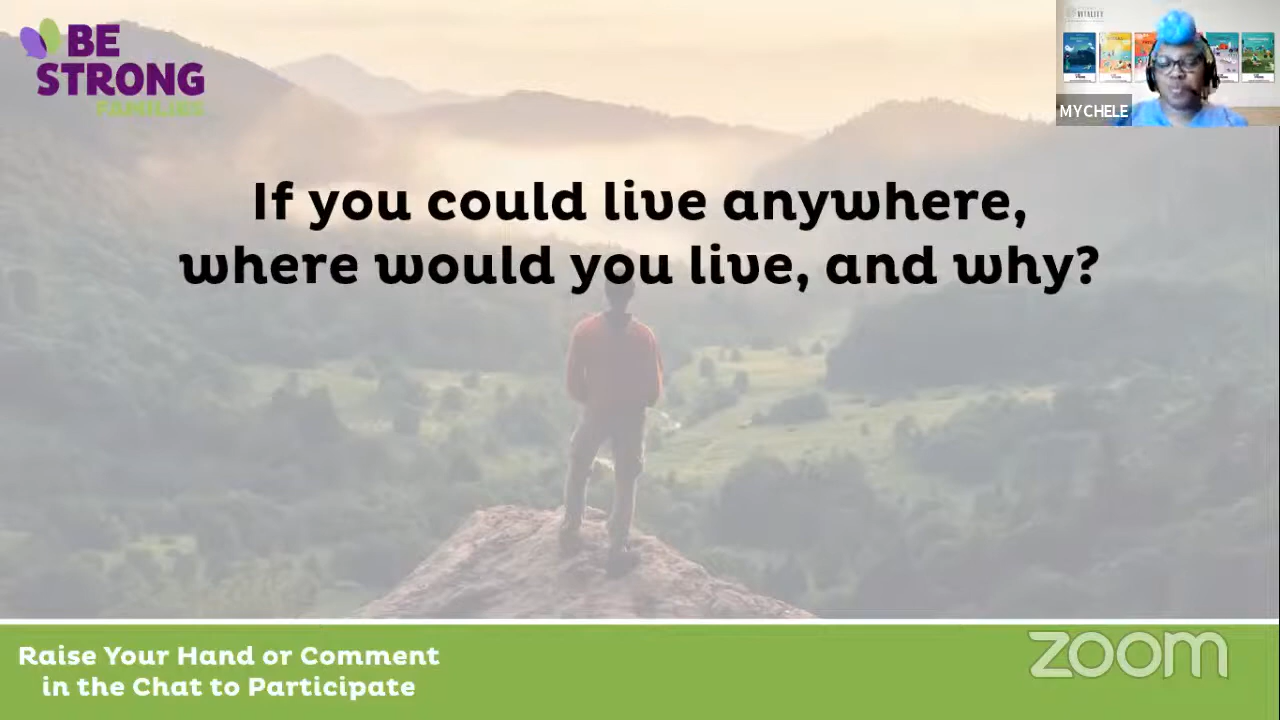 BE
STRONG
FAMILIES
VITALITY
MYCHELE
If you could live anywhere,
where would you live, and why?
Raise Your Hand or Comment
in the Chat to Participate
zoom